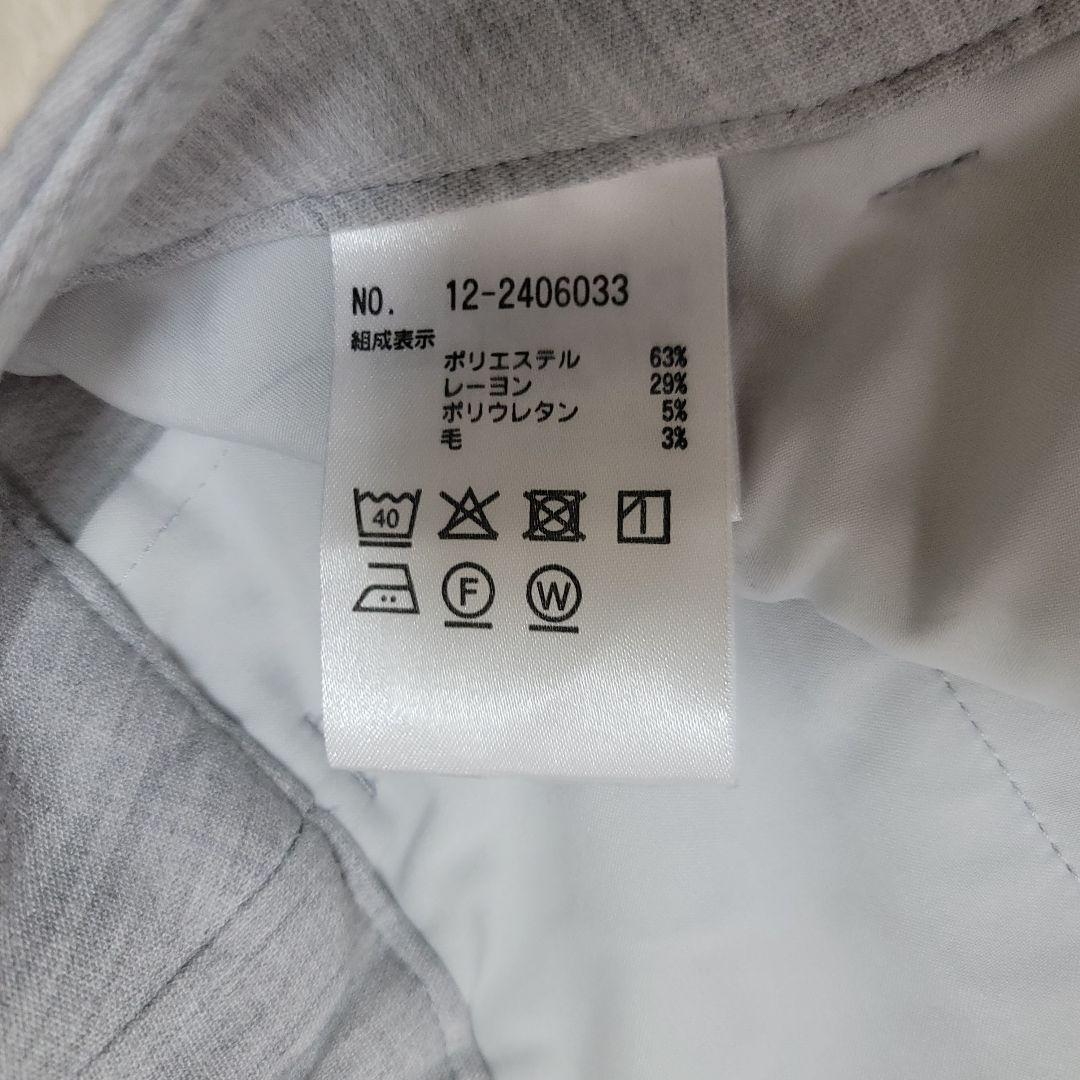 NO. 12-2406033
組成表示
ポリエステル 63%
レーヨン 29%
ポリウレタン 5%
毛 3%
40
F W